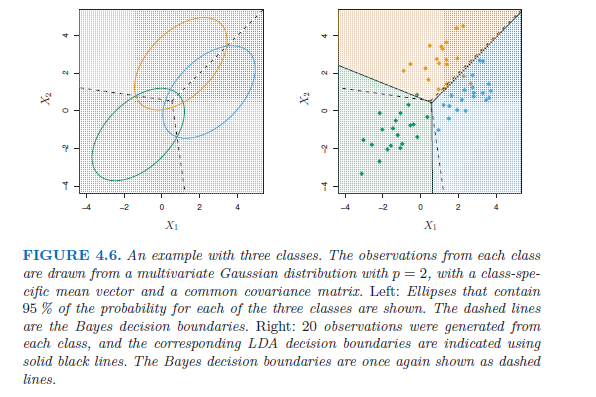 4
2
0
−2
−4
X2
−4
−2
0
2
4
X1
4
2
0
−2
−4
X2
−4
−2
0
2
4
X1
FIGURE 4.6. An example with three classes. The observations from each class
are drawn from a multivariate Gaussian distribution with p = 2, with a class-spe-
cific mean vector and a common covariance matrix. Left: Ellipses that contain
95 % of the probability for each of the three classes are shown. The dashed lines
are the Bayes decision boundaries. Right: 20 observations were generated from
each class, and the corresponding LDA decision boundaries are indicated using
solid black lines. The Bayes decision boundaries are once again shown as dashed
lines.